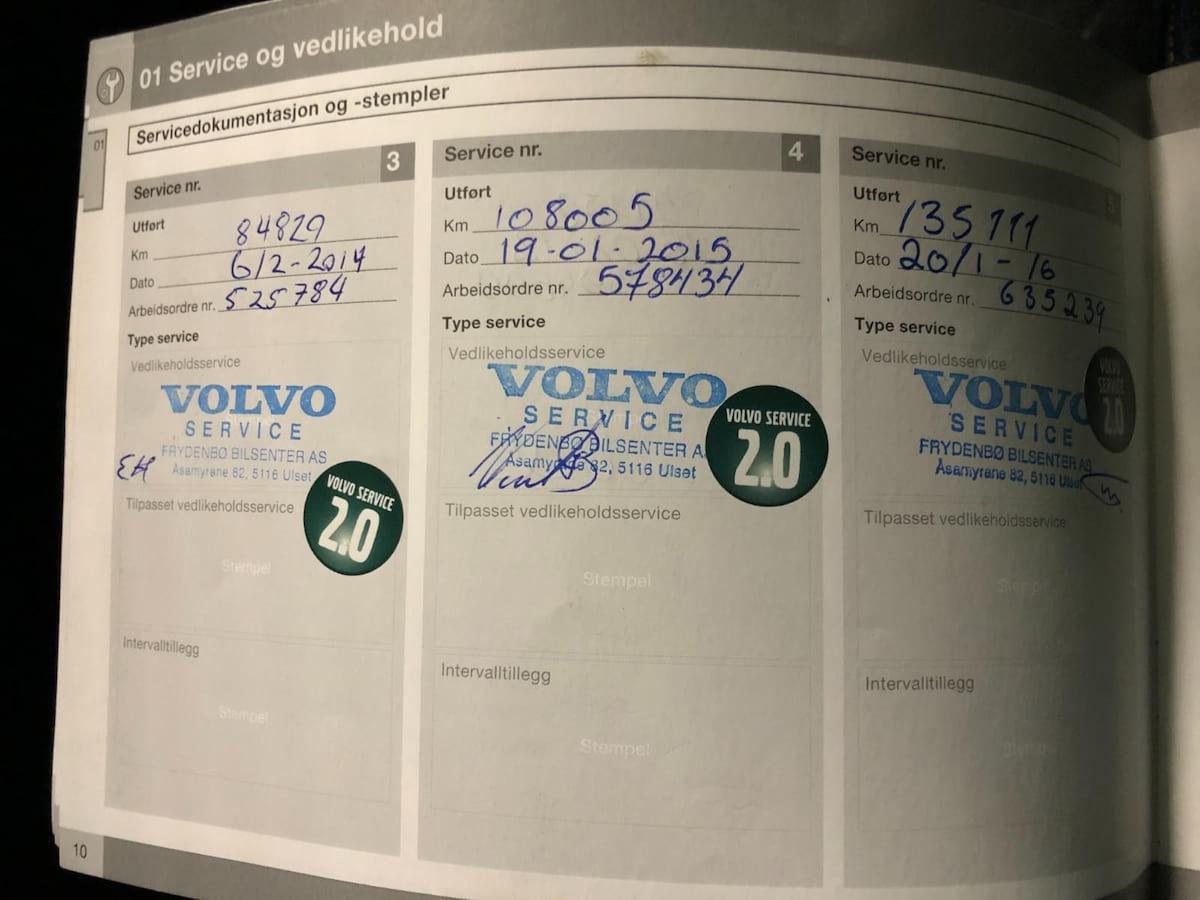 01 Service og vedlikehold
01
Servicedokumentasjon og -stempler
Service nr. 3
Utført
Km 84829
Dato 6/2-2014
Arbeidsordre nr. 525784
Type service
Vedlikeholdsservice
VOLVO
SERVICE
FRYDENBØ BILSENTER AS
Åsamyrane 82, 5116 Ulset
VOLVO SERVICE
2.0
Tilpasset vedlikeholdsservice
Stempel
Intervalltillegg
Stempel
Service nr. 4
Utført
Km 108005
Dato 19-01-2015
Arbeidsordre nr. 578434
Type service
Vedlikeholdsservice
VOLVO
SERVICE
FRYDENBØ BILSENTER A
Åsamyrane 82, 5116 Ulset
VOLVO SERVICE
2.0
Tilpasset vedlikeholdsservice
Stempel
Intervalltillegg
Stempel
Service nr. 5
Utført
Km 135111
Dato 20/1-16
Arbeidsordre nr. 635239
Type service
Vedlikeholdsservice
VOLVO
SERVICE
FRYDENBØ BILSENTER AS
Åsamyrane 82, 5116 Ulset
VOLVO
SERVICE
2.0
Tilpasset vedlikeholdsservice
Stempel
Intervalltillegg
Stempel
10